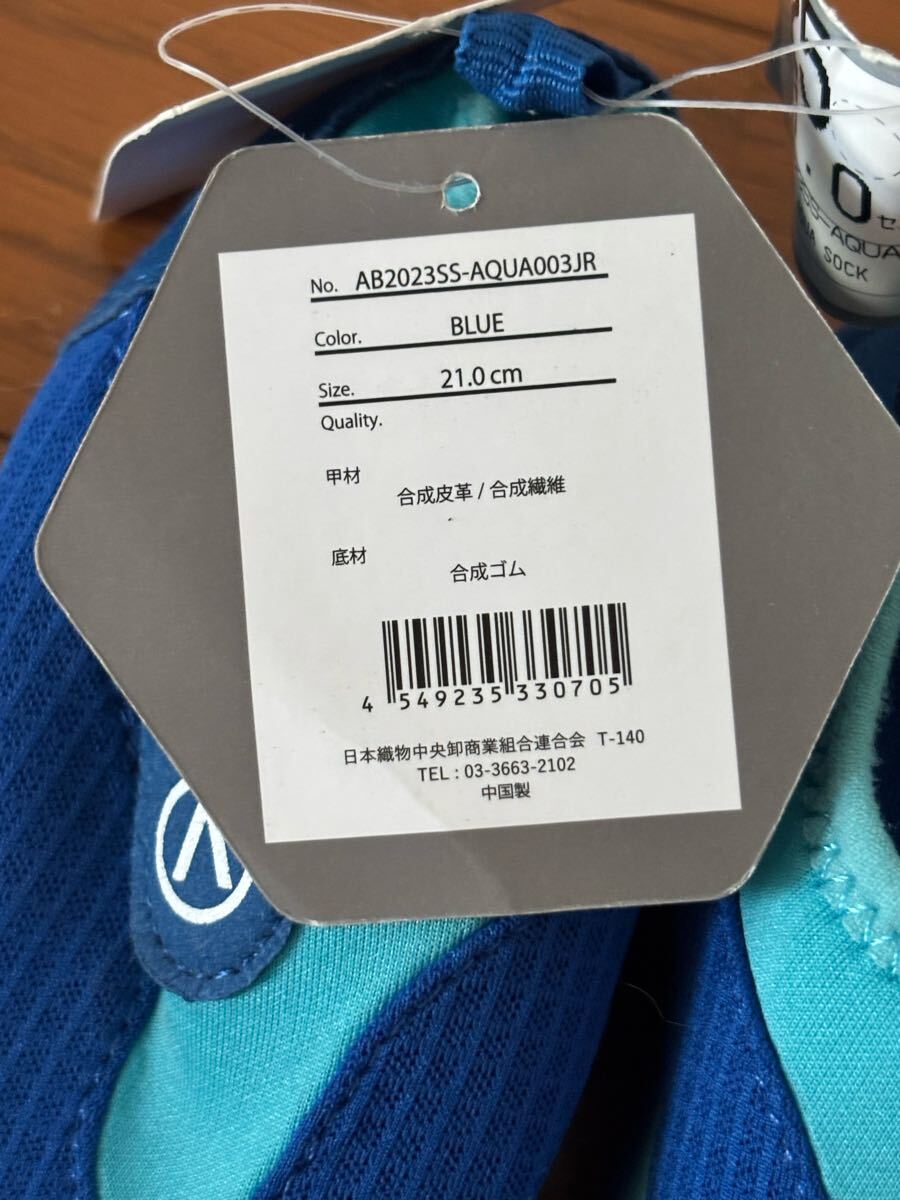 No. AB2023SS-AQUA003JR
Color. BLUE
Size. 21.0 cm
Quality.
甲材
合成皮革 / 合成繊維
底材
合成ゴム
4 549235 330705
日本織物中央卸商業組合連合会 T-140
TEL : 03-3663-2102
中国製
.0
SOCK